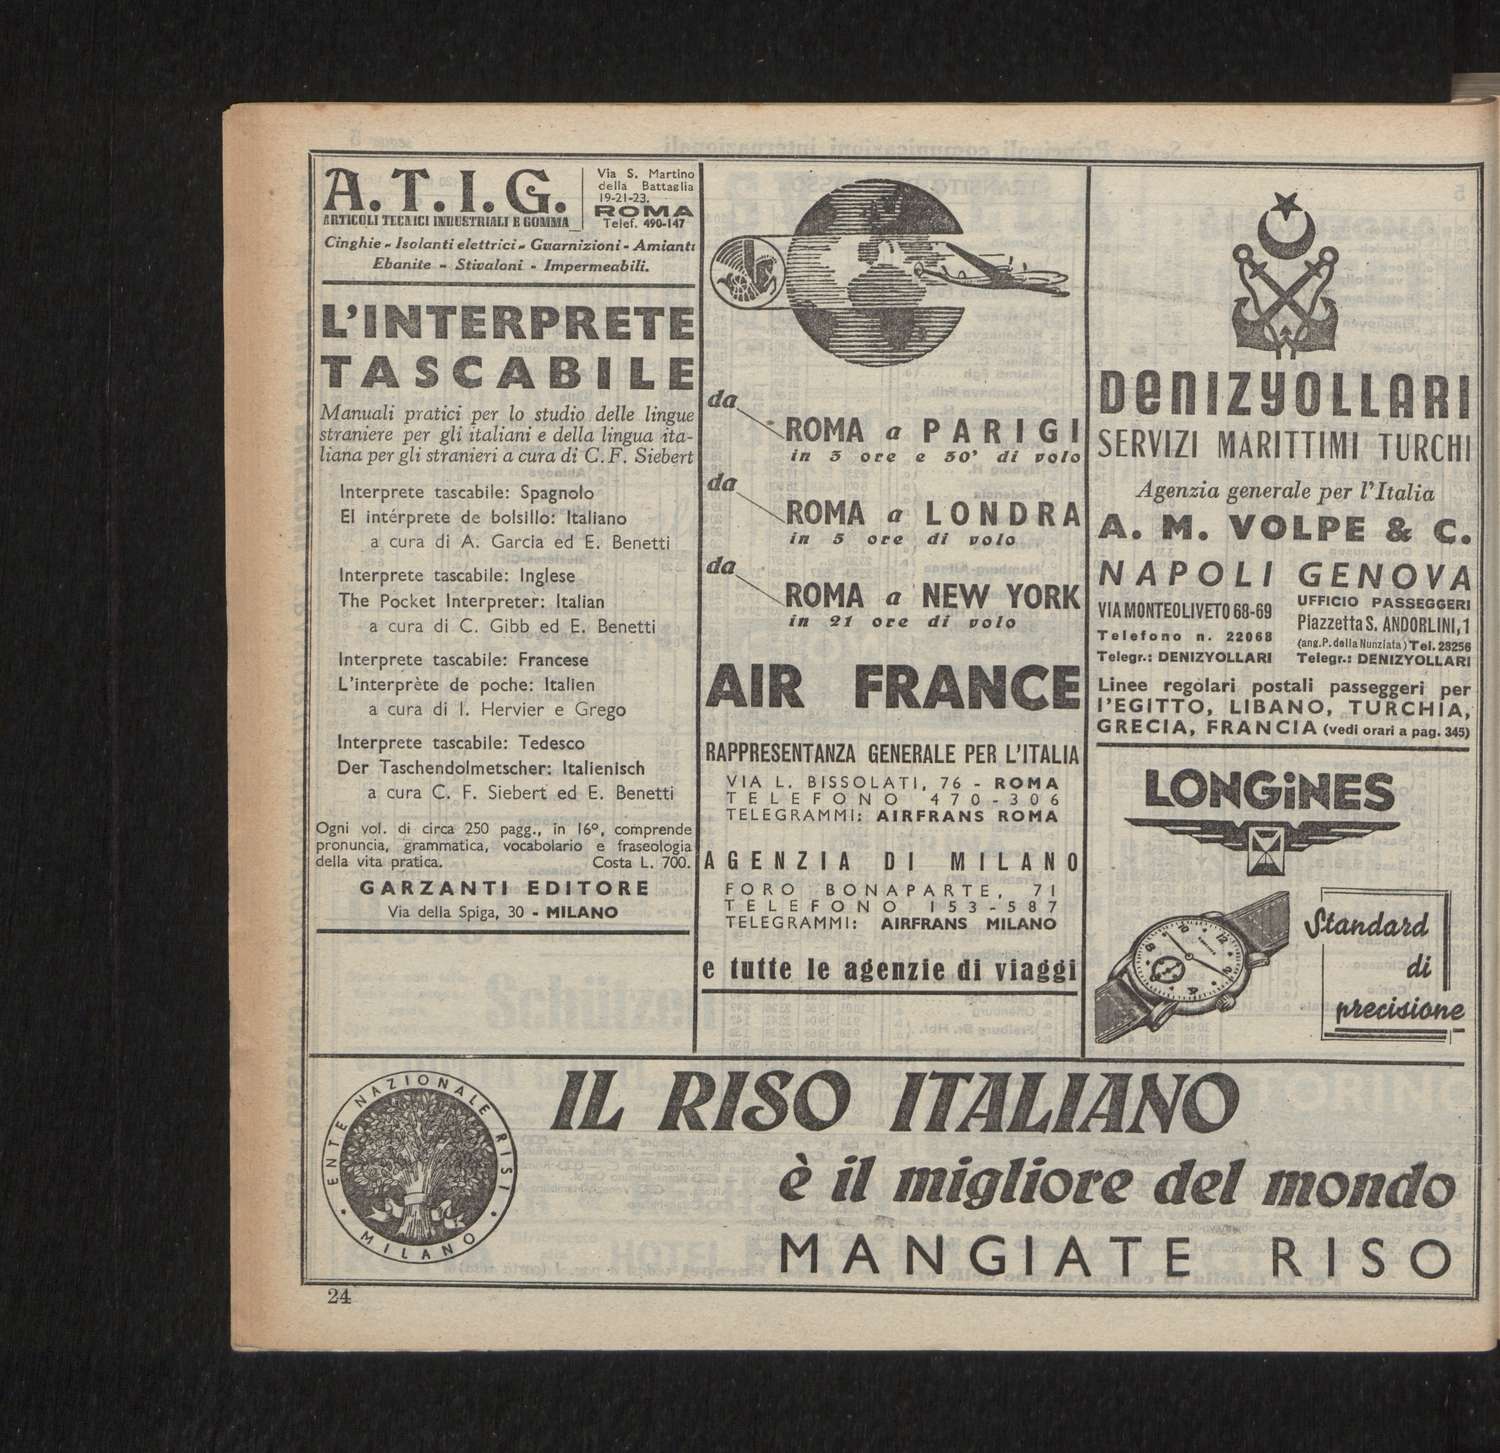 A.T.I.G.
ARTICOLI TECNICI INDUSTRIALI E GOMMA
Via S. Martino
della Battaglia
19-21-23.
ROMA
Telef. 490-147
Cinghie - Isolanti elettrici - Guarnizioni - Amianti
Ebanite - Stivaloni - Impermeabili.
L'INTERPRETE
TASCABILE
Manuali pratici per lo studio delle lingue
straniere per gli italiani e della lingua ita-
liana per gli stranieri a cura di C. F. Siebert
Interprete tascabile: Spagnolo
El intérprete de bolsillo: Italiano
a cura di A. Garcia ed E. Benetti
Interprete tascabile: Inglese
The Pocket Interpreter: Italian
a cura di C. Gibb ed E. Benetti
Interprete tascabile: Francese
L'interprète de poche: Italien
a cura di I. Hervier e Grego
Interprete tascabile: Tedesco
Der Taschendolmetscher: Italienisch
a cura C. F. Siebert ed E. Benetti
Ogni vol. di circa 250 pagg., in 16º, comprende
pronuncia, grammatica, vocabolario e fraseologia
della vita pratica. Costa L. 700.
GARZANTI EDITORE
Via della Spiga, 30 - MILANO
da
ROMA a PARIGI
in 3 ore e 30' di volo
da
ROMA a LONDRA
in 5 ore di volo
da
ROMA a NEW YORK
in 21 ore di volo
AIR FRANCE
RAPPRESENTANZA GENERALE PER L'ITALIA
VIA L. BISSOLATI, 76 - ROMA
TELEFONO 470-306
TELEGRAMMI: AIRFRANS ROMA
AGENZIA DI MILANO
FORO BONAPARTE, 71
TELEFONO 153-587
TELEGRAMMI: AIRFRANS MILANO
e tutte le agenzie di viaggi
DENIZYOLLARI
SERVIZI MARITTIMI TURCHI
Agenzia generale per l'Italia
A. M. VOLPE & C.
NAPOLI
VIA MONTEOLIVETO 68-69
Telefono n. 22068
Telegr.: DENIZYOLLARI
GENOVA
UFFICIO PASSEGGERI
Piazzetta S. ANDORLINI, 1
(ang. P. della Nunziata) Tel. 28256
Telegr.: DENIZYOLLARI
Linee regolari postali passeggeri per
l'EGITTO, LIBANO, TURCHIA,
GRECIA, FRANCIA (vedi orari a pag. 345)
LONGiNES
Standard
di
precisione
ENTE NAZIONALE RISI
MILANO
IL RISO ITALIANO
è il migliore del mondo
MANGIATE RISO
24